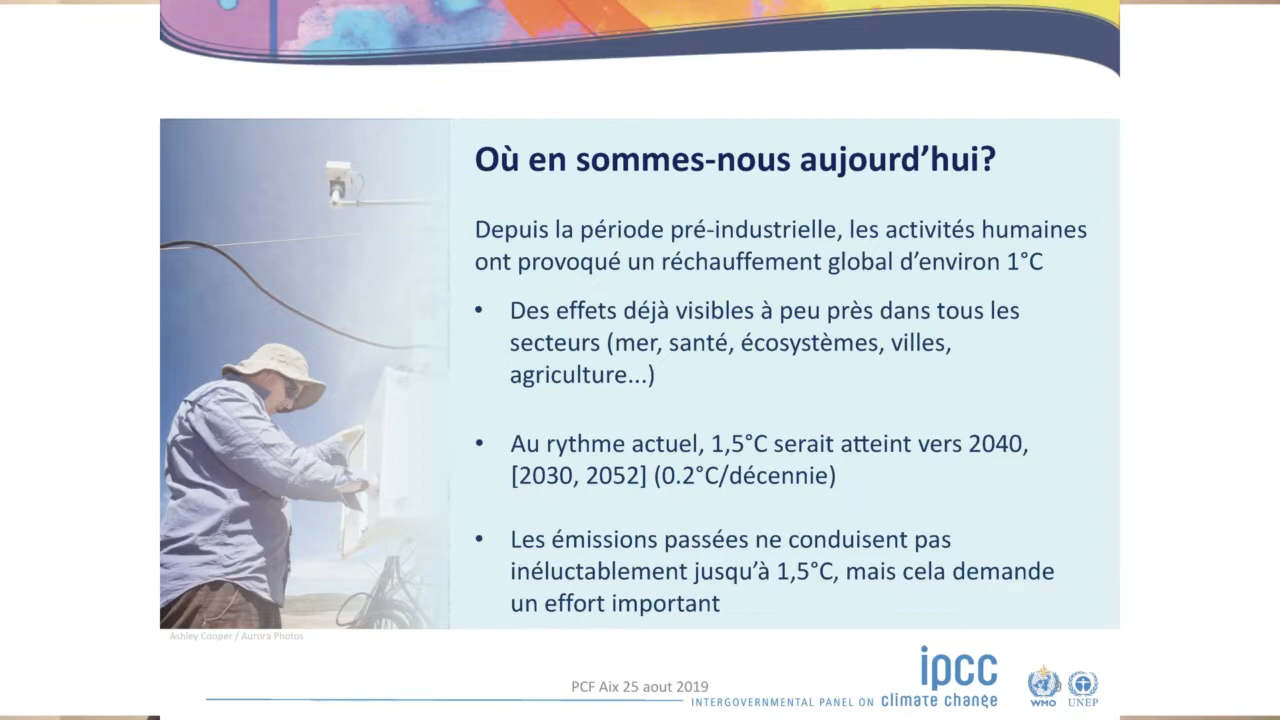 Où en sommes-nous aujourd’hui?
Depuis la période pré-industrielle, les activités humaines
ont provoqué un réchauffement global d’environ 1°C
• Des effets déjà visibles à peu près dans tous les
secteurs (mer, santé, écosystèmes, villes,
agriculture...)
• Au rythme actuel, 1,5°C serait atteint vers 2040,
[2030, 2052] (0.2°C/décennie)
• Les émissions passées ne conduisent pas
inéluctablement jusqu’à 1,5°C, mais cela demande
un effort important
Ashley Cooper / Aurora Photos
PCF Aix 25 aout 2019
ipcc
INTERGOVERNMENTAL PANEL ON climate change
WMO UNEP